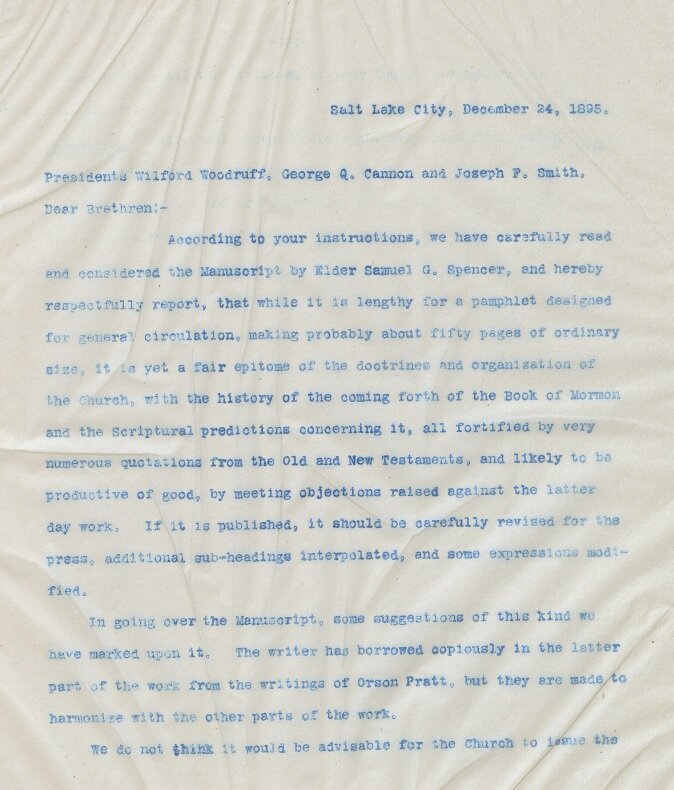 Salt Lake City, December 24, 1895.
Presidents Wilford Woodruff, George Q. Cannon and Joseph F. Smith.
Dear Brethren:-
According to your instructions, we have carefully read
and considered the Manuscript by Elder Samuel G. Spencer, and hereby
respectfully report, that while it is lengthy for a pamphlet designed
for general circulation, making probably about fifty pages of ordinary
size, it is yet a fair epitome of the doctrines and organization of
the Church, with the history of the coming forth of the Book of Mormon
and the Scriptural predictions concerning it, all fortified by very
numerous quotations from the Old and New Testaments, and likely to be
productive of good, by meeting objections raised against the latter
day work. If it is published, it should be carefully revised for the
press, additional sub-headings interpolated, and some expressions modi-
fied.
In going over the Manuscript, some suggestions of this kind we
have marked upon it. The writer has borrowed copiously in the latter
part of the work from the writings of Orson Pratt, but they are made to
harmonize with the other parts of the work.
We do not think it would be advisable for the Church to issue the